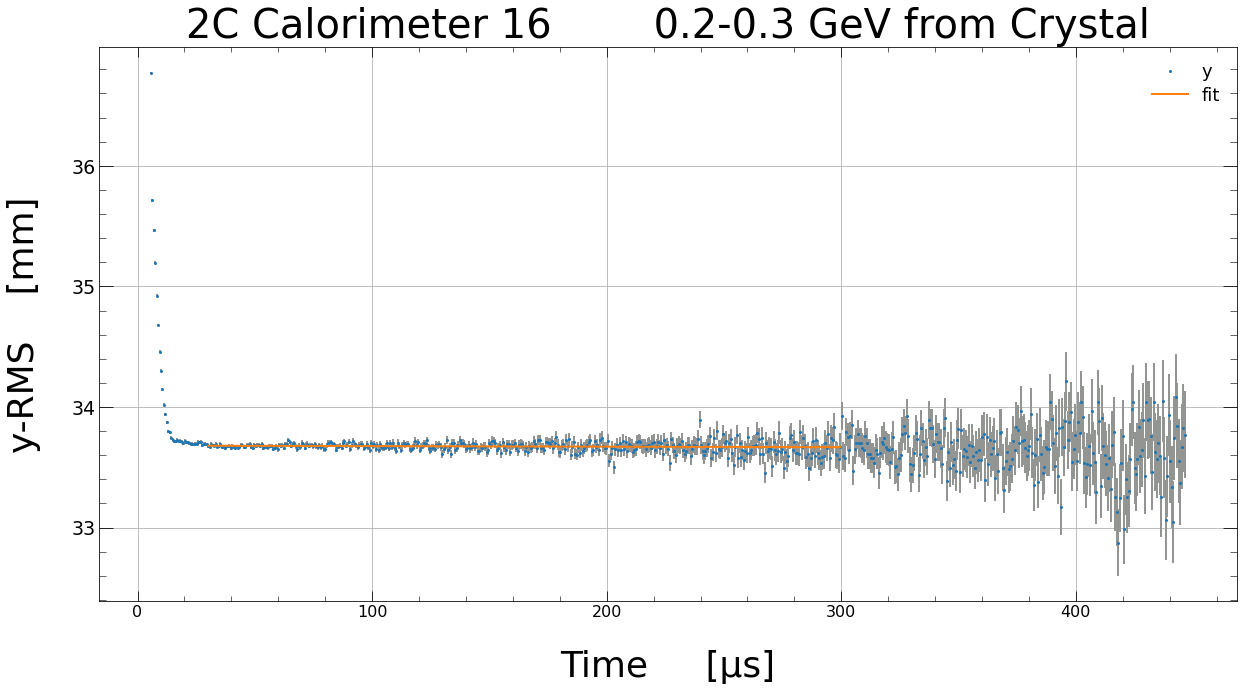 2C Calorimeter 16 0.2-0.3 GeV from Crystal
y
fit
y-RMS [mm]
36
35
34
33
0 100 200 300 400
Time [μs]